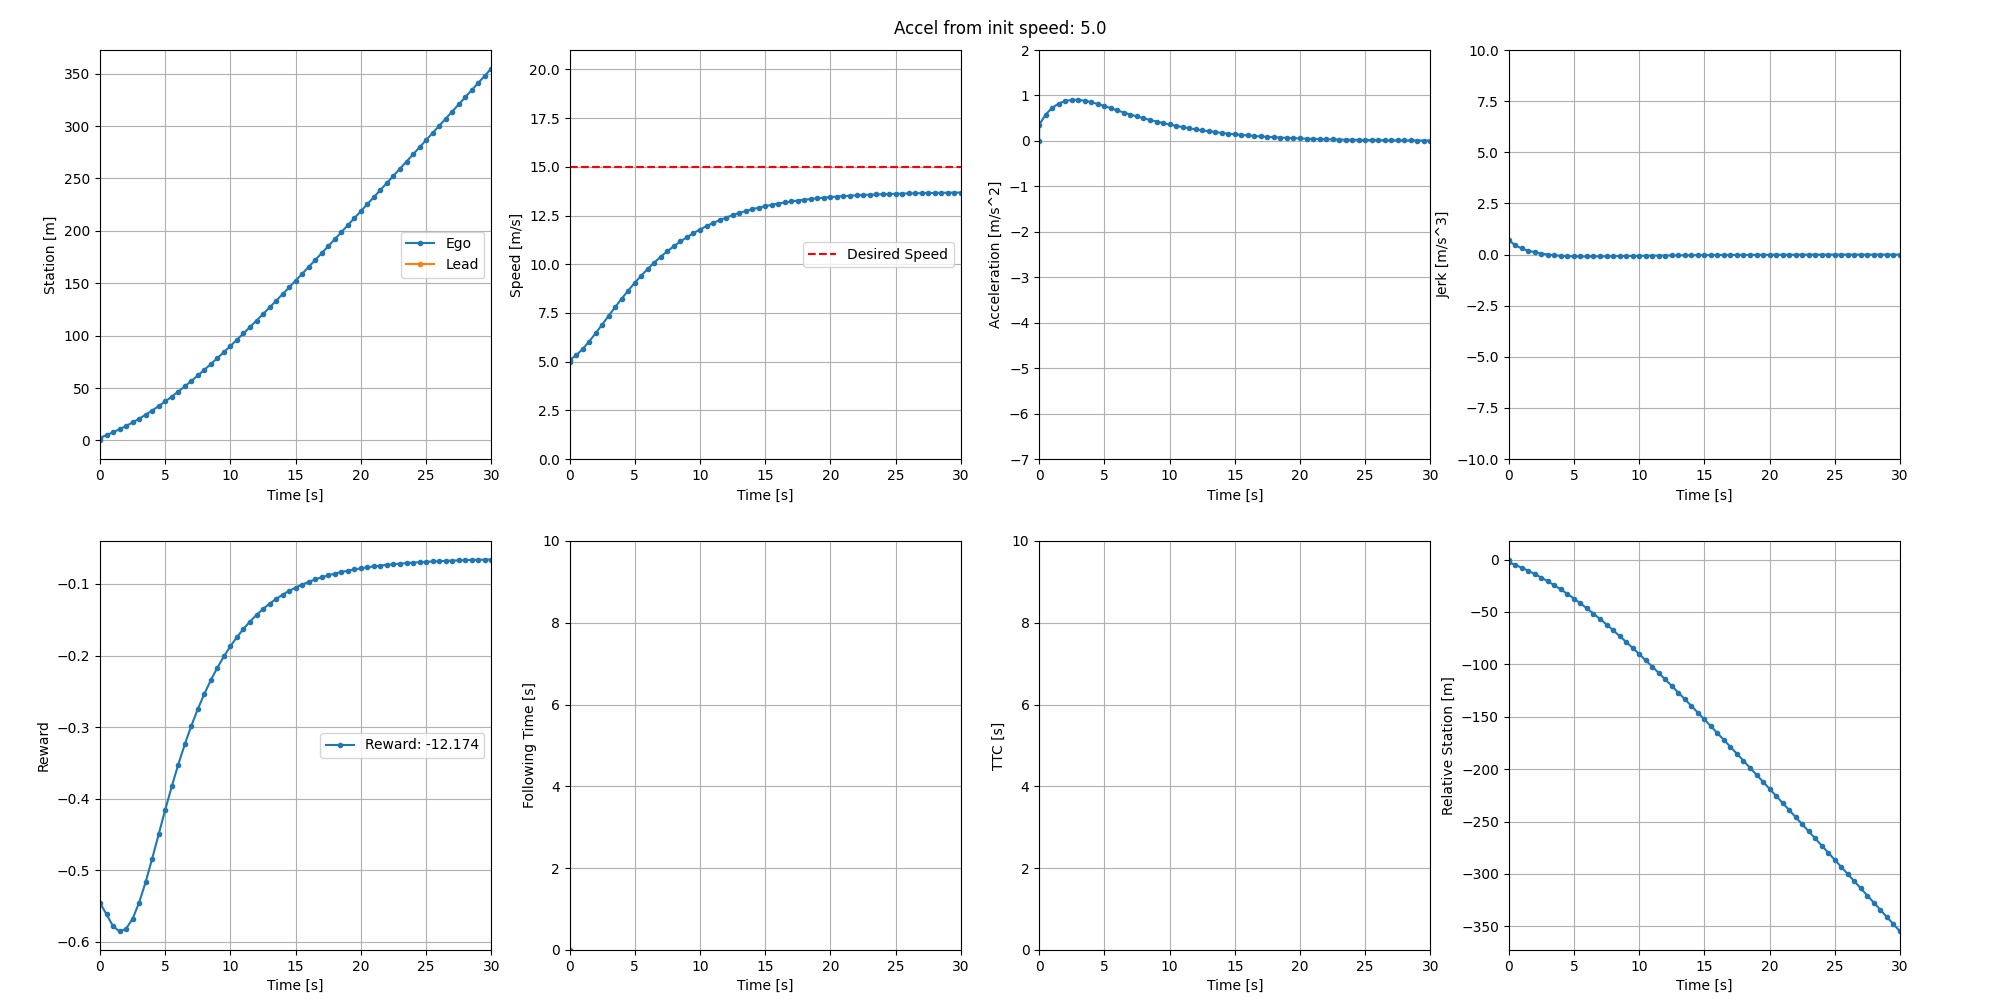 Accel from init speed: 5.0
350
300
250
200
150
100
50
0
Station [m]
Ego
Lead
0 5 10 15 20 25 30
Time [s]
20.0
17.5
15.0
12.5
10.0
7.5
5.0
2.5
0.0
Speed [m/s]
Desired Speed
0 5 10 15 20 25 30
Time [s]
2
1
0
−1
−2
−3
−4
−5
−6
−7
Acceleration [m/s^2]
0 5 10 15 20 25 30
Time [s]
10.0
7.5
5.0
2.5
0.0
−2.5
−5.0
−7.5
−10.0
Jerk [m/s^3]
0 5 10 15 20 25 30
Time [s]
−0.1
−0.2
−0.3
−0.4
−0.5
−0.6
Reward
Reward: -12.174
0 5 10 15 20 25 30
Time [s]
10
8
6
4
2
0
Following Time [s]
0 5 10 15 20 25 30
Time [s]
10
8
6
4
2
0
TTC [s]
0 5 10 15 20 25 30
Time [s]
0
−50
−100
−150
−200
−250
−300
−350
Relative Station [m]
0 5 10 15 20 25 30
Time [s]